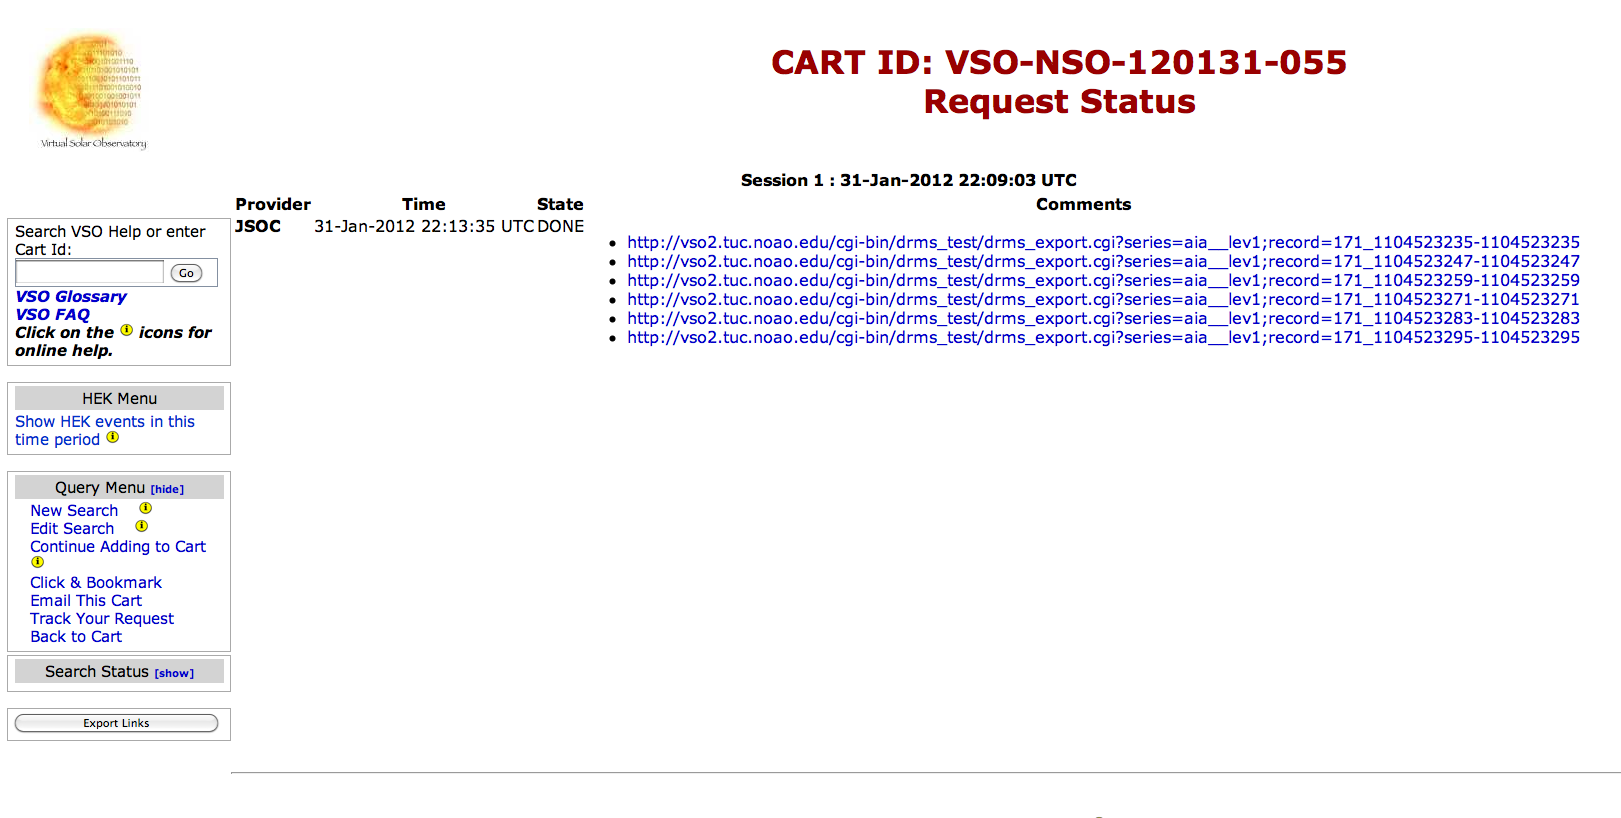 CART ID: VSO-NSO-120131-055
Request Status
Virtual Solar Observatory
Session 1 : 31-Jan-2012 22:09:03 UTC
Provider Time State Comments
JSOC 31-Jan-2012 22:13:35 UTC DONE
http://vso2.tuc.noao.edu/cgi-bin/drms_test/drms_export.cgi?series=aia__lev1;record=171_1104523235-1104523235
http://vso2.tuc.noao.edu/cgi-bin/drms_test/drms_export.cgi?series=aia__lev1;record=171_1104523247-1104523247
http://vso2.tuc.noao.edu/cgi-bin/drms_test/drms_export.cgi?series=aia__lev1;record=171_1104523259-1104523259
http://vso2.tuc.noao.edu/cgi-bin/drms_test/drms_export.cgi?series=aia__lev1;record=171_1104523271-1104523271
http://vso2.tuc.noao.edu/cgi-bin/drms_test/drms_export.cgi?series=aia__lev1;record=171_1104523283-1104523283
http://vso2.tuc.noao.edu/cgi-bin/drms_test/drms_export.cgi?series=aia__lev1;record=171_1104523295-1104523295
Search VSO Help or enter
Cart Id:
Go
VSO Glossary
VSO FAQ
Click on the i icons for
online help.
HEK Menu
Show HEK events in this
time period i
Query Menu [hide]
New Search i
Edit Search i
Continue Adding to Cart
i
Click & Bookmark
Email This Cart
Track Your Request
Back to Cart
Search Status [show]
Export Links